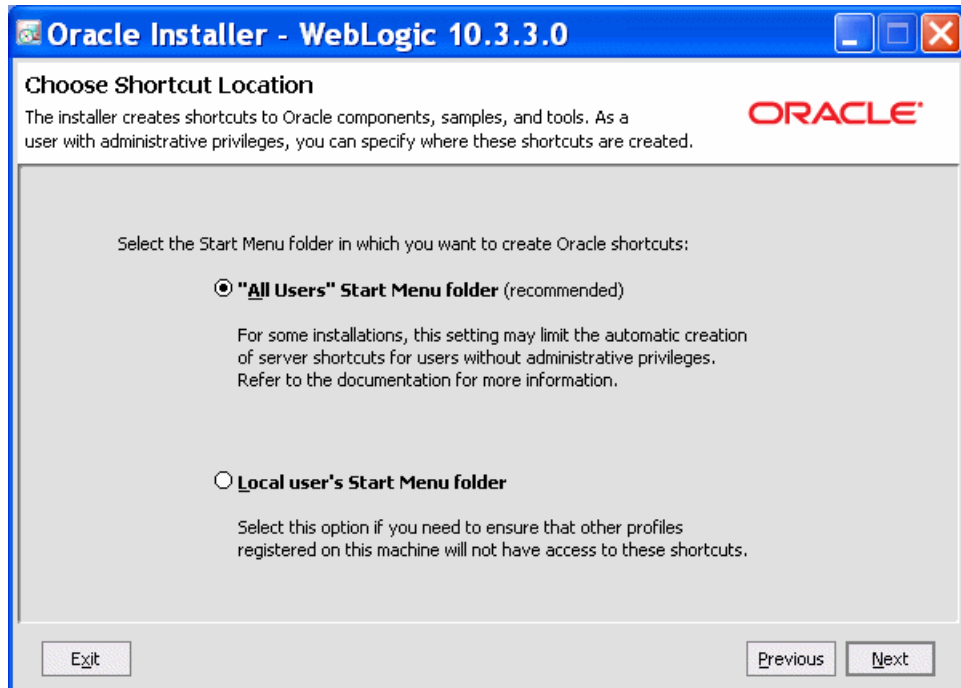 Oracle Installer - WebLogic 10.3.3.0
Choose Shortcut Location
The installer creates shortcuts to Oracle components, samples, and tools. As a
user with administrative privileges, you can specify where these shortcuts are created.
ORACLE
Select the Start Menu folder in which you want to create Oracle shortcuts:
"All Users" Start Menu folder (recommended)
For some installations, this setting may limit the automatic creation
of server shortcuts for users without administrative privileges.
Refer to the documentation for more information.
Local user's Start Menu folder
Select this option if you need to ensure that other profiles
registered on this machine will not have access to these shortcuts.
Exit
Previous
Next